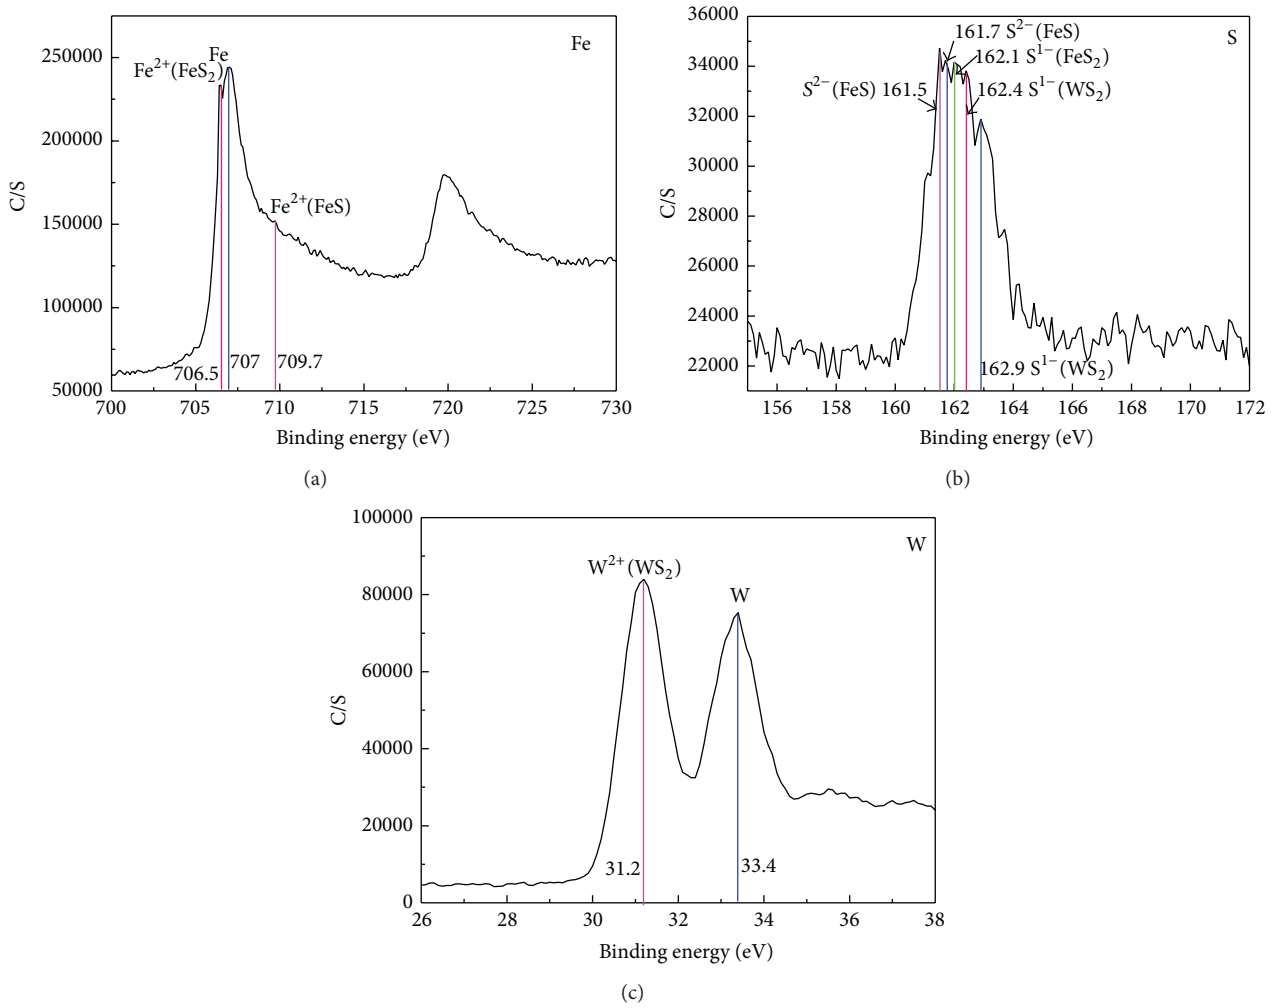 Fe
Fe
Fe²⁺(FeS₂)
Fe²⁺(FeS)
706.5
707
709.7
250000
200000
150000
100000
50000
C/S
700 705 710 715 720 725 730
Binding energy (eV)
(a)
S
161.7 S²⁻(FeS)
162.1 S¹⁻(FeS₂)
S²⁻(FeS) 161.5
162.4 S¹⁻(WS₂)
162.9 S¹⁻(WS₂)
36000
34000
32000
30000
28000
26000
24000
22000
C/S
156 158 160 162 164 166 168 170 172
Binding energy (eV)
(b)
W
W²⁺(WS₂)
W
31.2
33.4
100000
80000
60000
40000
20000
0
C/S
26 28 30 32 34 36 38
Binding energy (eV)
(c)